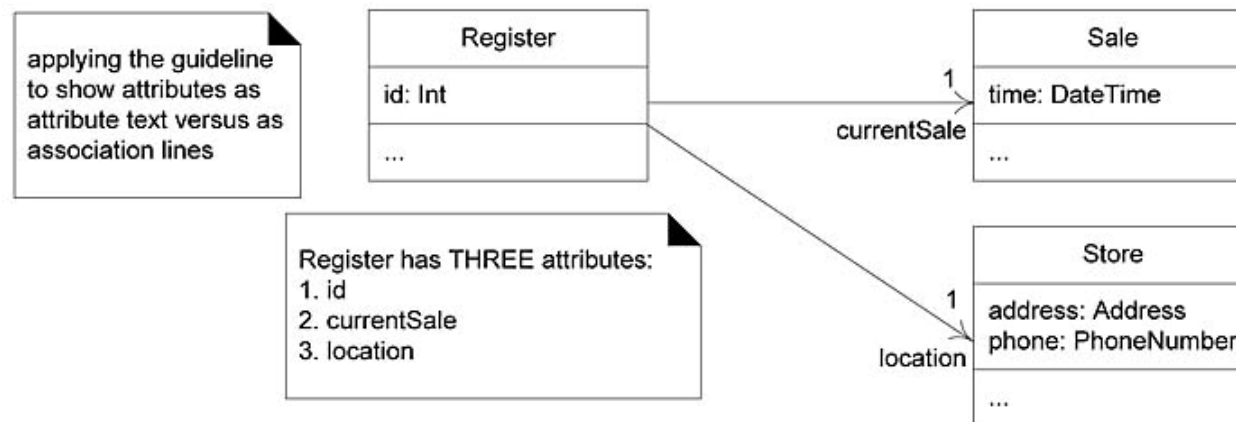 applying the guideline
to show attributes as
attribute text versus as
association lines
Register
id: Int
...
1
currentSale
Sale
time: DateTime
...
Register has THREE attributes:
1. id
2. currentSale
3. location
1
location
Store
address: Address
phone: PhoneNumber
...